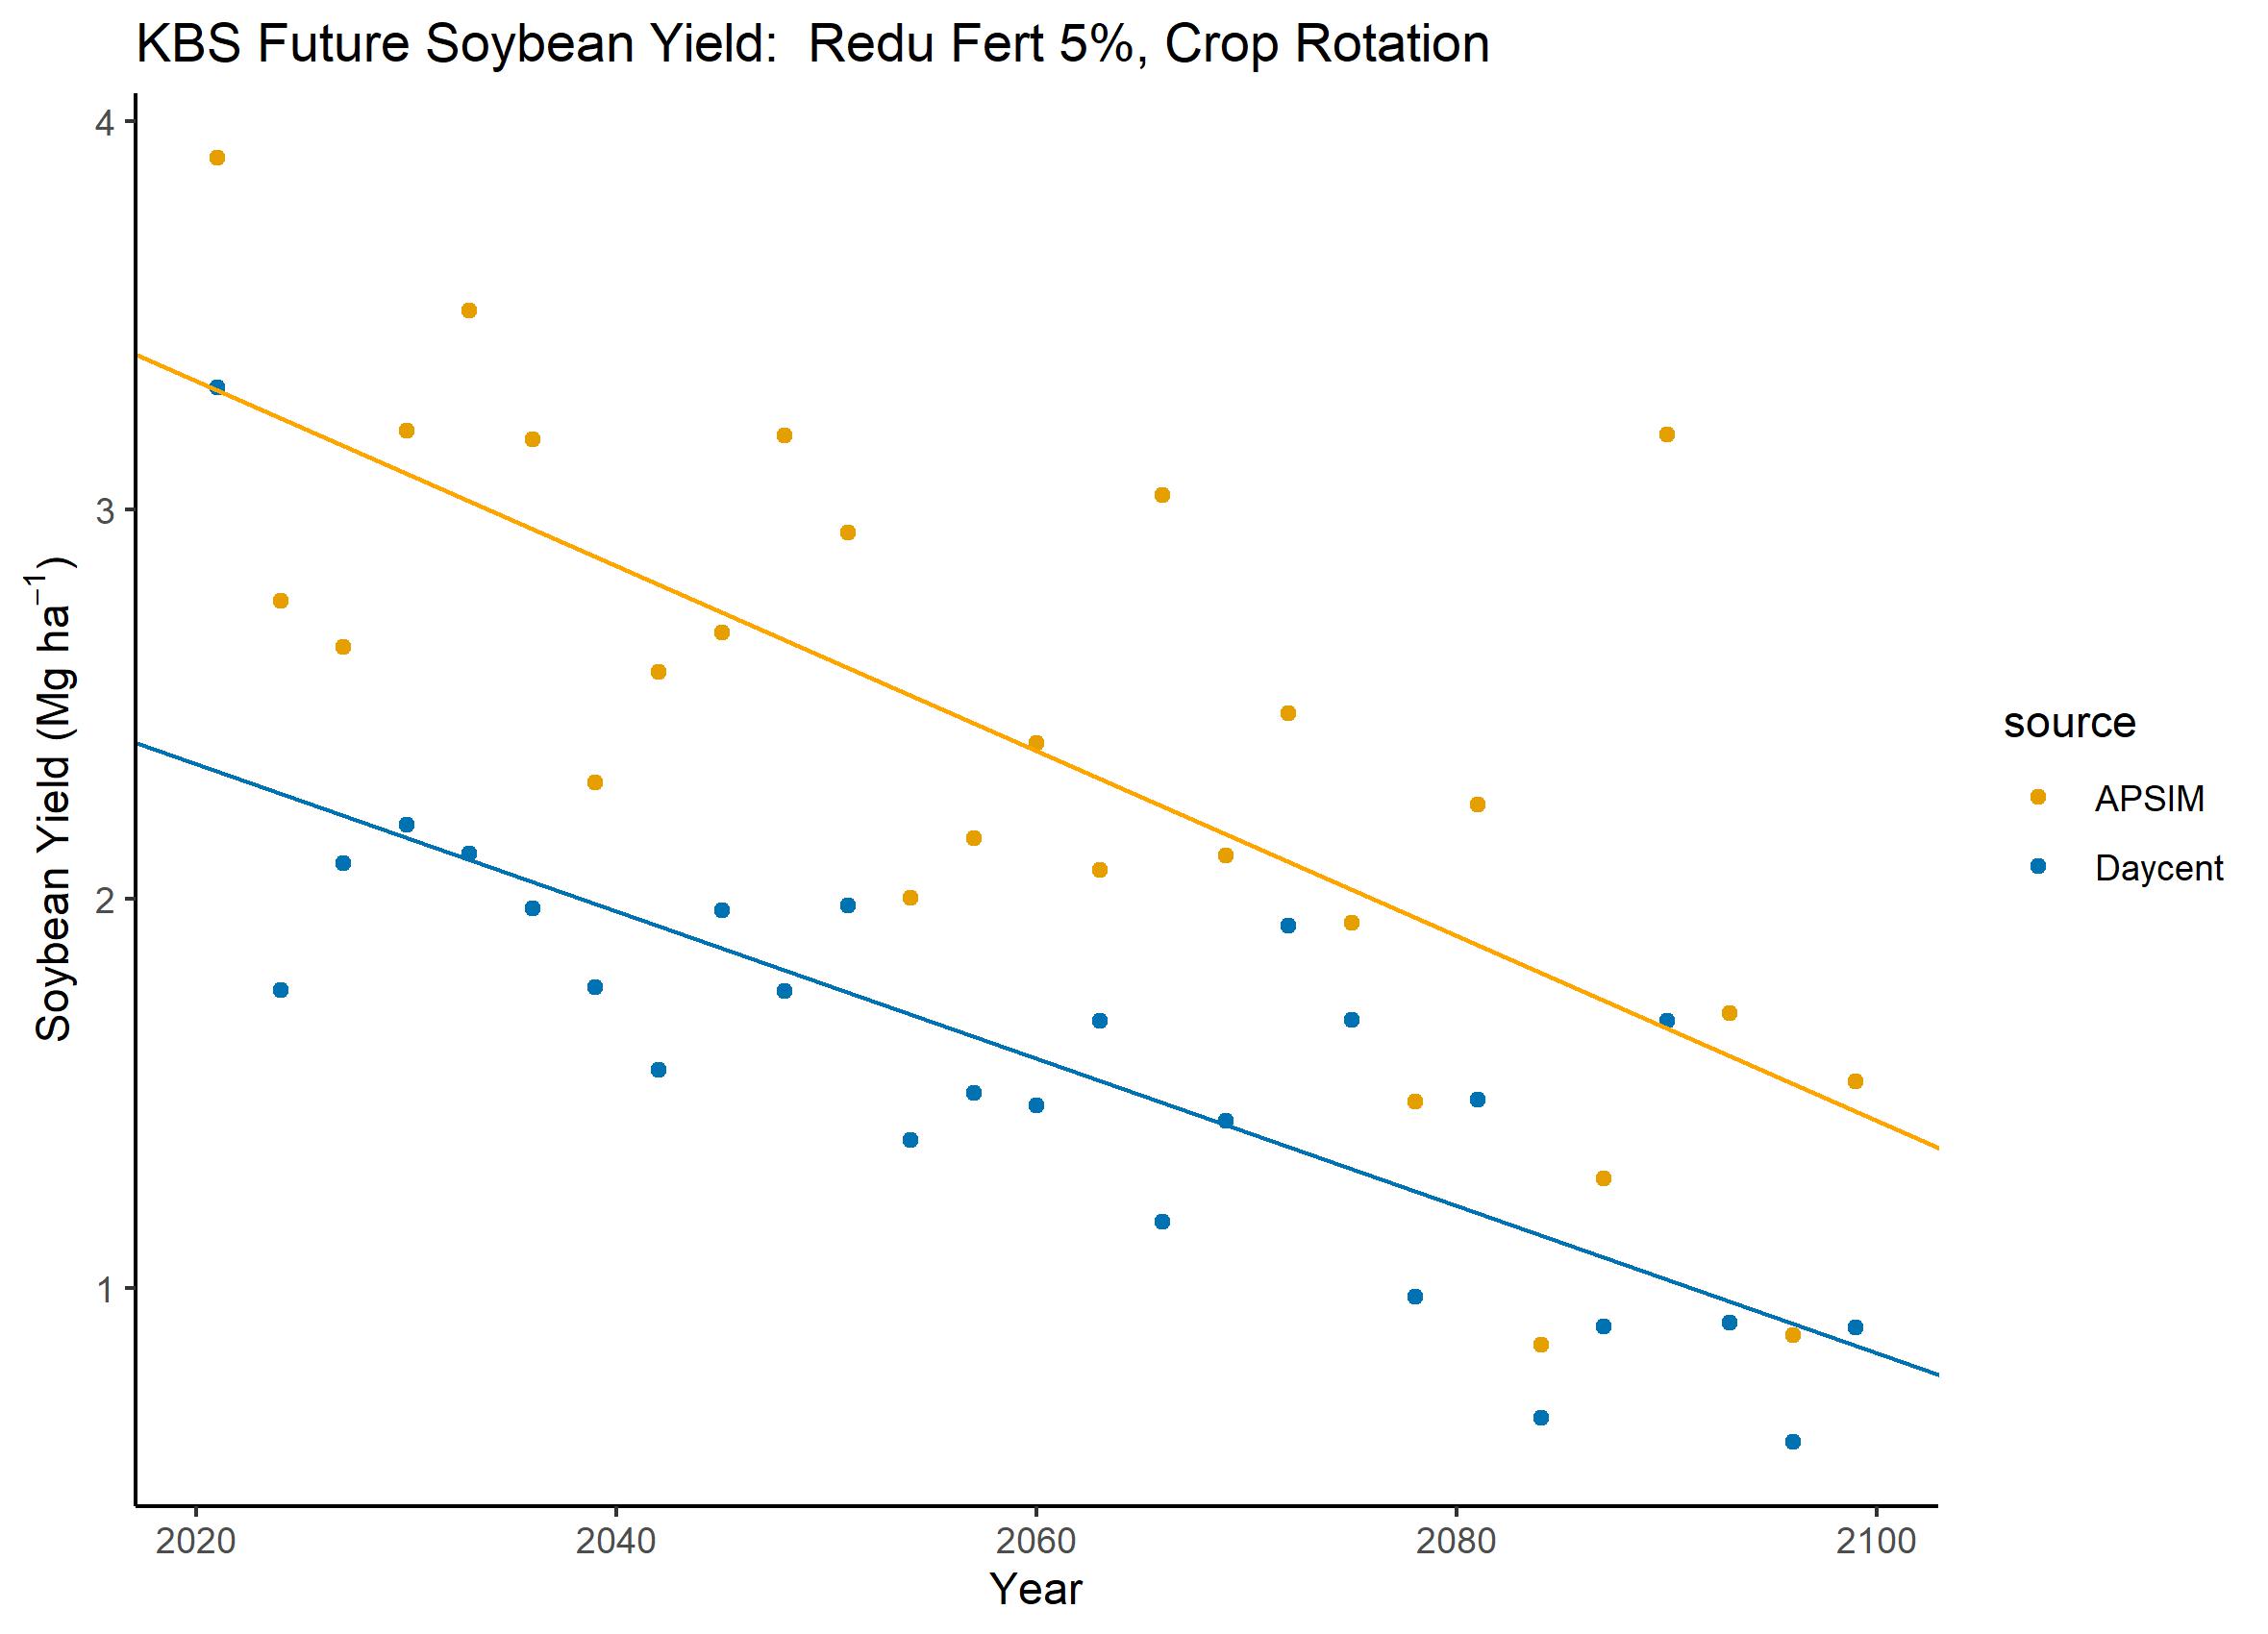 KBS Future Soybean Yield:  Redu Fert 5%, Crop Rotation
4
3
2
1
Soybean Yield (Mg ha⁻¹)
2020 2040 2060 2080 2100
Year
source
APSIM
Daycent